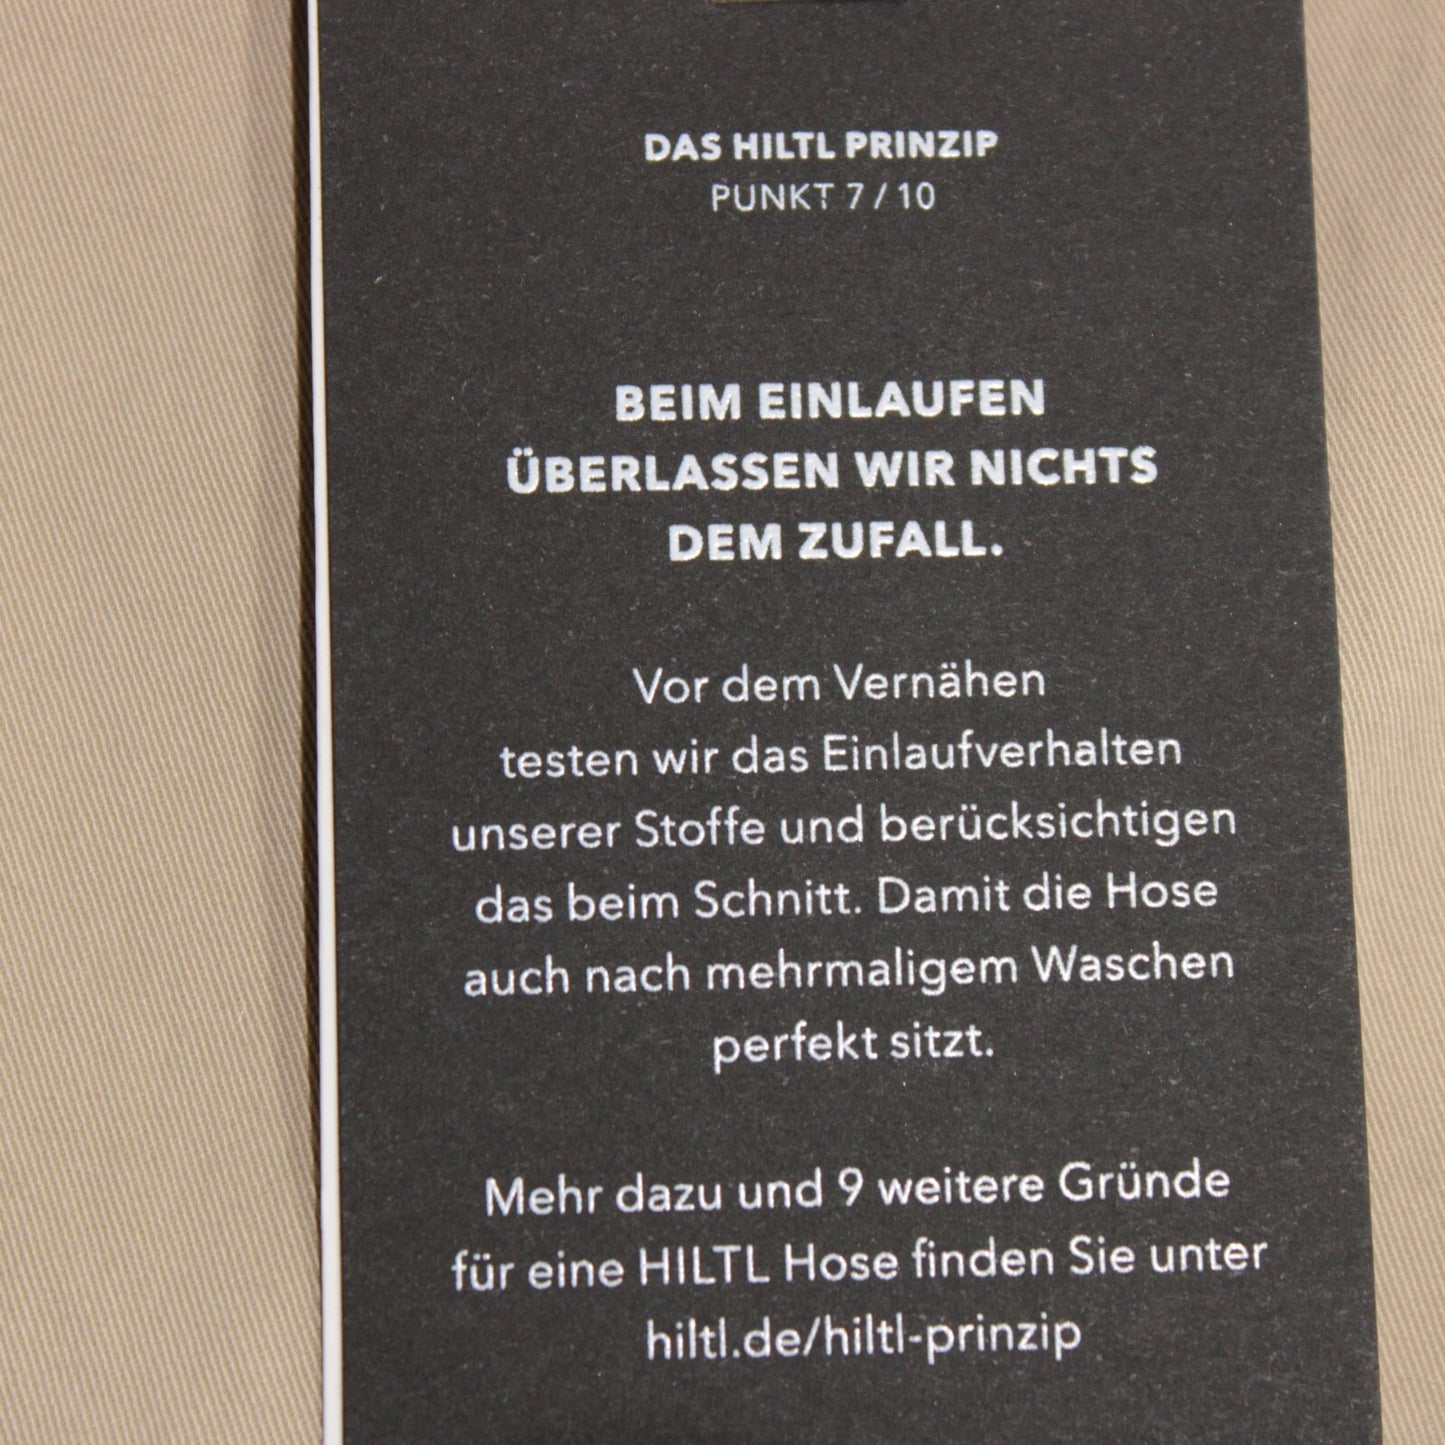 DAS HILTL PRINZIP
PUNKT 7 / 10
BEIM EINLAUFEN
ÜBERLASSEN WIR NICHTS
DEM ZUFALL.
Vor dem Vernähen
testen wir das Einlaufverhalten
unserer Stoffe und berücksichtigen
das beim Schnitt. Damit die Hose
auch nach mehrmaligem Waschen
perfekt sitzt.
Mehr dazu und 9 weitere Gründe
für eine HILTL Hose finden Sie unter
hiltl.de/hiltl-prinzip